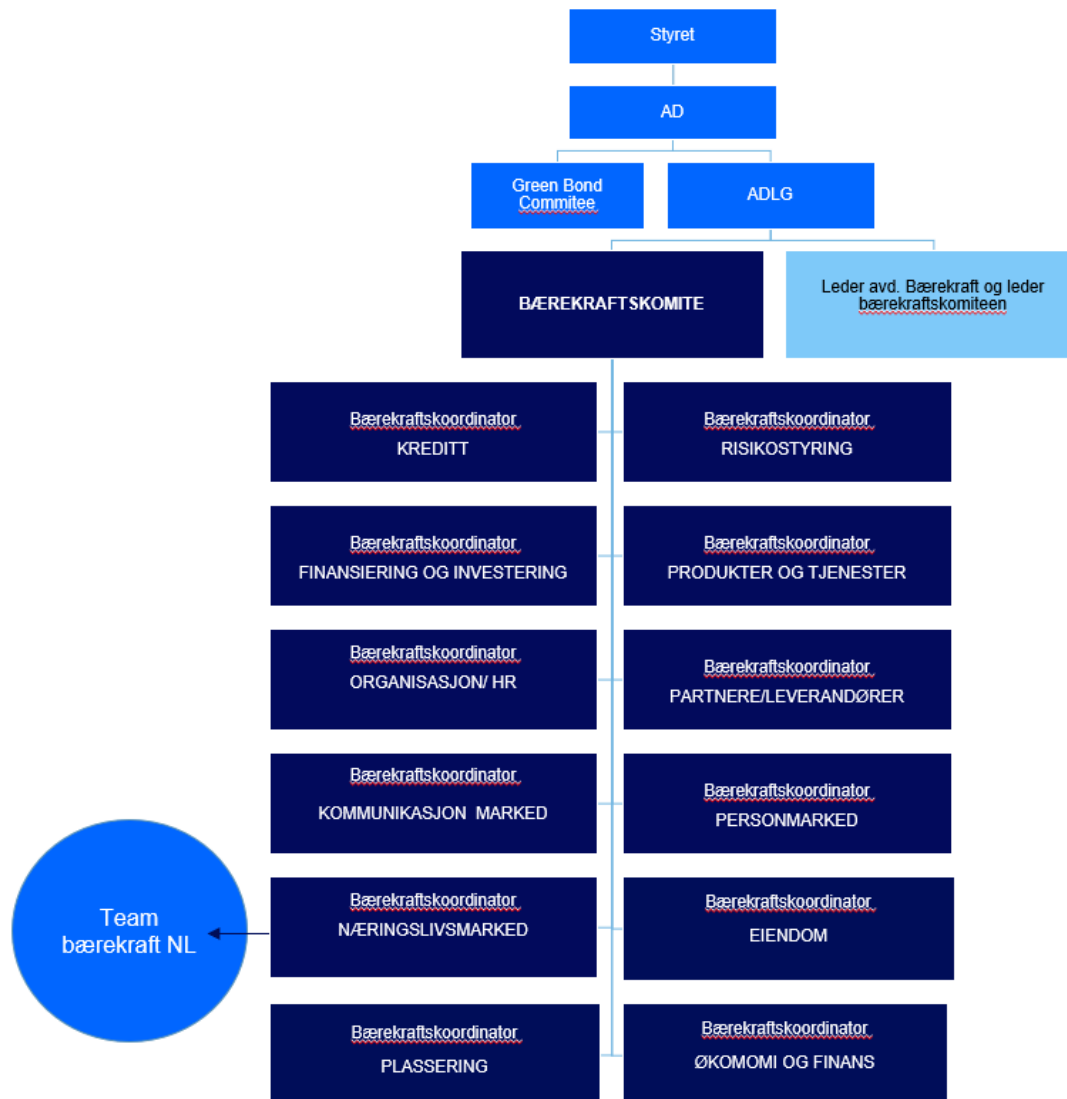 Styret
AD
Green Bond
Commitee
ADLG
BÆREKRAFTSKOMITE
Leder avd. Bærekraft og leder
bærekraftskomiteen
Bærekraftskoordinator
KREDITT
Bærekraftskoordinator
RISIKOSTYRING
Bærekraftskoordinator
FINANSIERING OG INVESTERING
Bærekraftskoordinator
PRODUKTER OG TJENESTER
Bærekraftskoordinator
ORGANISASJON/ HR
Bærekraftskoordinator
PARTNERE/LEVERANDØRER
Bærekraftskoordinator
KOMMUNIKASJON  MARKED
Bærekraftskoordinator
PERSONMARKED
Team
bærekraft NL
Bærekraftskoordinator
NÆRINGSLIVSMARKED
Bærekraftskoordinator
EIENDOM
Bærekraftskoordinator
PLASSERING
Bærekraftskoordinator
ØKOMOMI OG FINANS